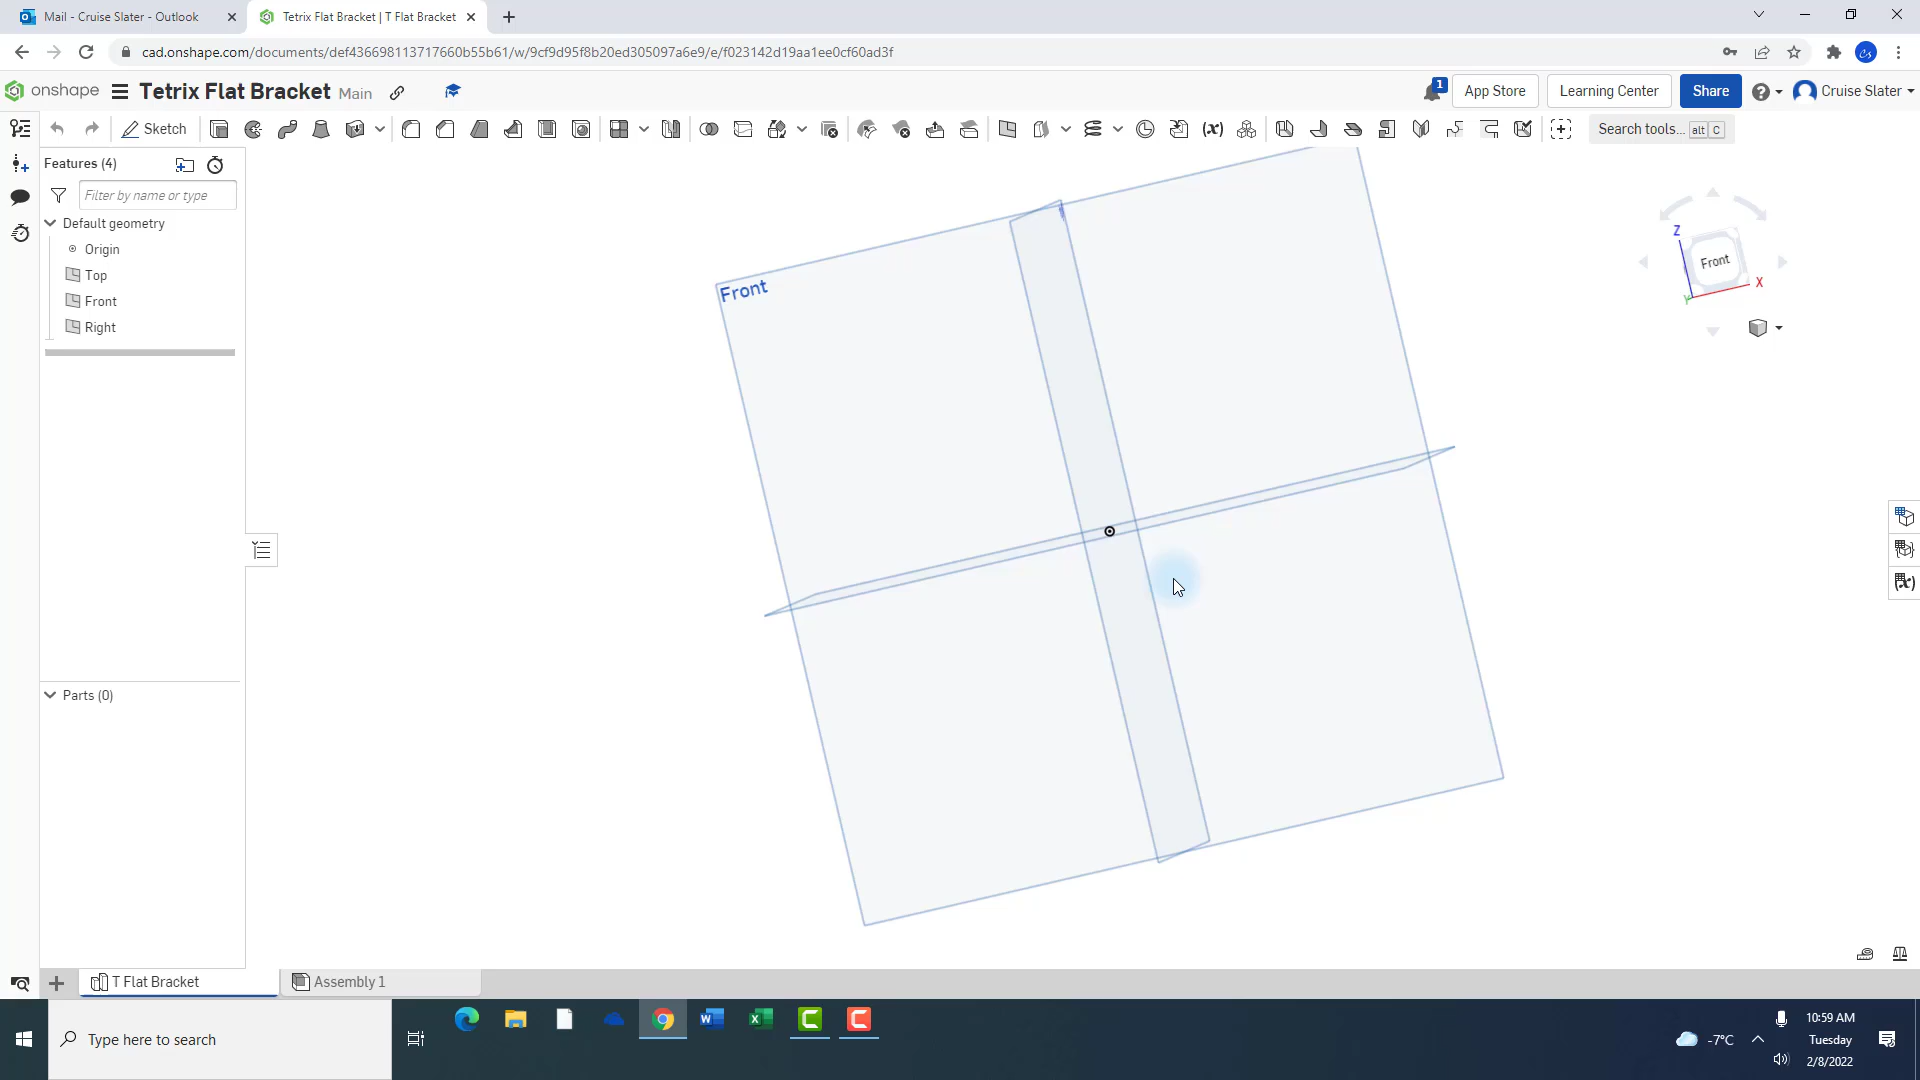 Mail - Cruise Slater - Outlook
Tetrix Flat Bracket | T Flat Bracket
cad.onshape.com/documents/def436698113717660b55b61/w/9cf9d95f8b20ed305097a6e9/e/f023142d19aa1ee0cf60ad3f
cs
onshape
Tetrix Flat Bracket Main
1
App Store
Learning Center
Share
Cruise Slater
Sketch
Search tools... alt C
Features (4)
Filter by name or type
Default geometry
Origin
Top
Front
Right
Parts (0)
Front
Z
Front
X
Y
T Flat Bracket
Assembly 1
Type here to search
-7°C
10:59 AM
Tuesday
2/8/2022